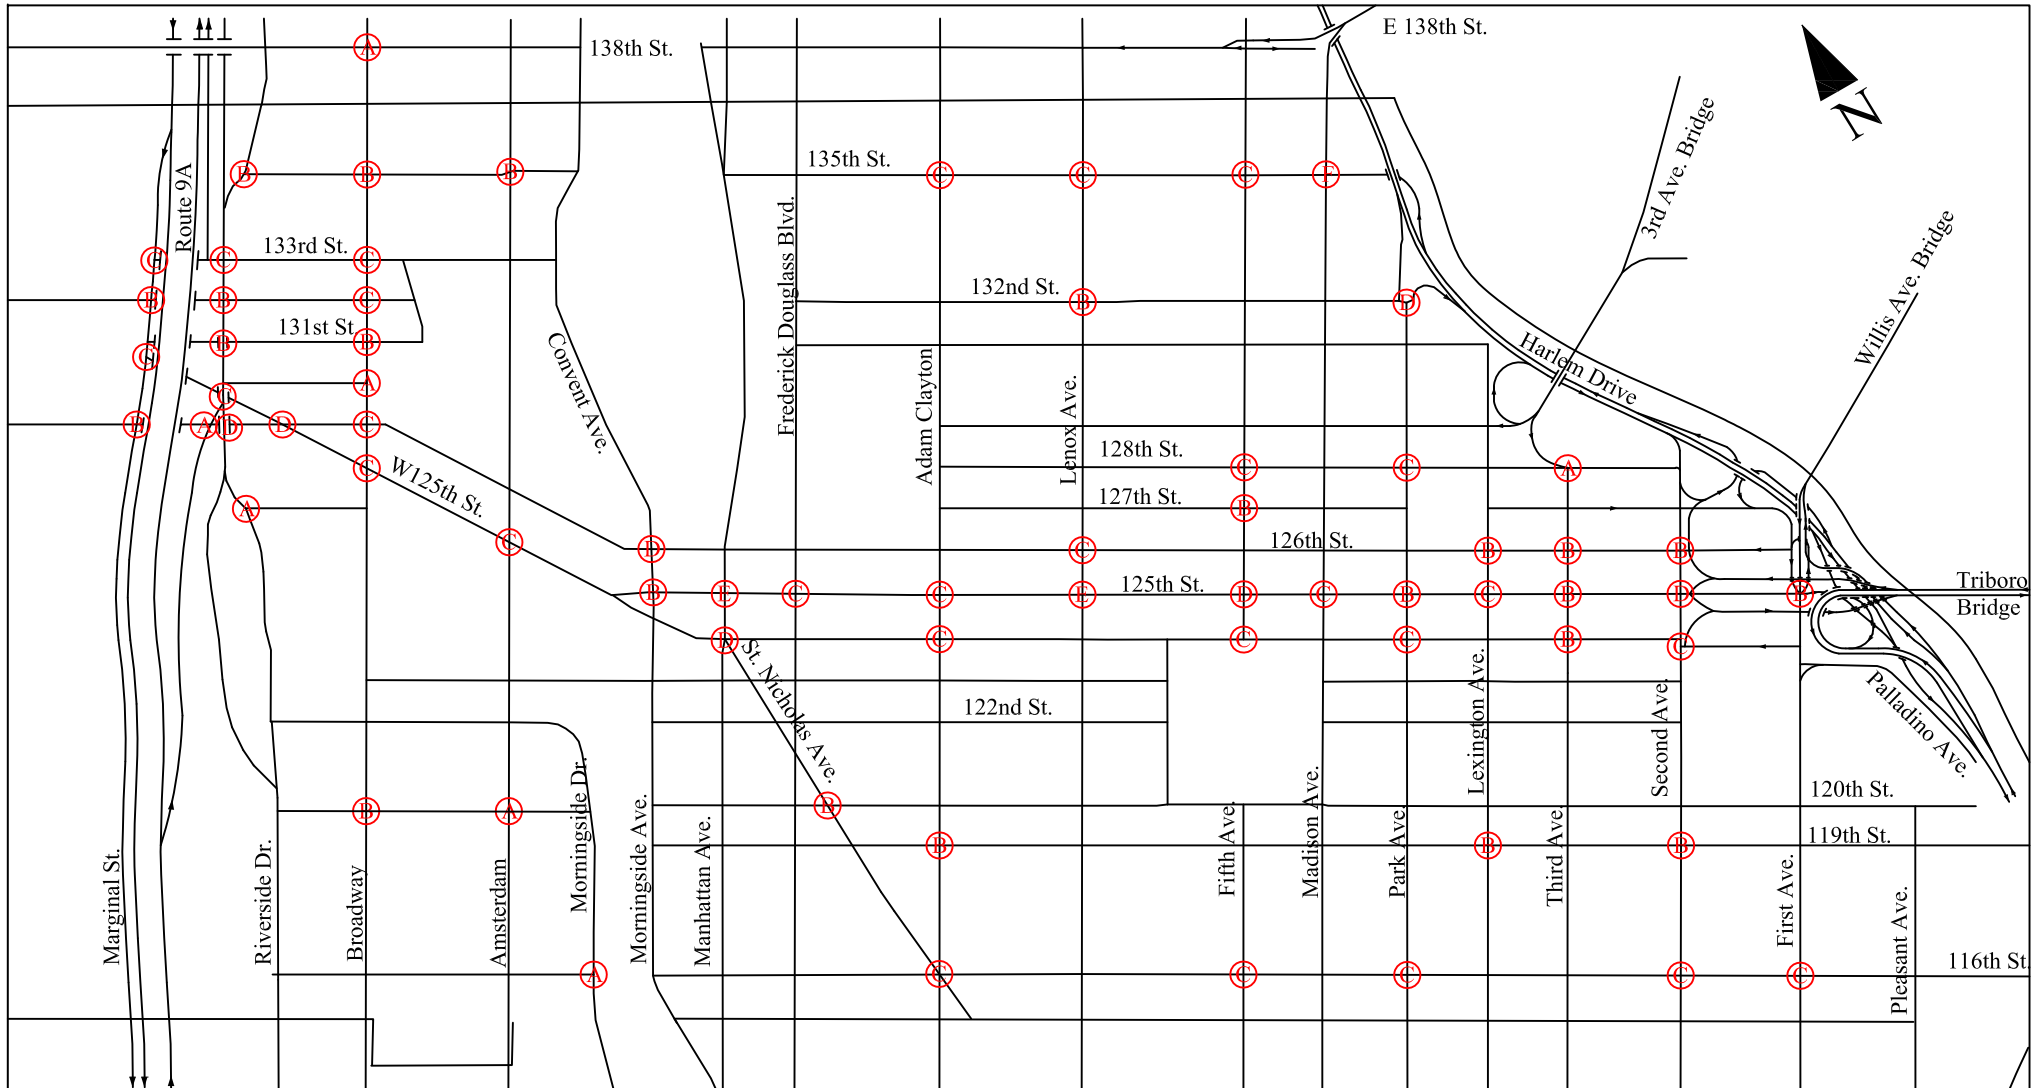 E 138th St.
A
138th St.
N
3rd Ave. Bridge
135th St.
B
B
B
C
C
C
F
Route 9A
Willis Ave. Bridge
133rd St.
C
C
C
Frederick Douglass Blvd.
132nd St.
B
B
C
B
D
131st St.
B
B
C
Harlem Drive
Convent Ave.
A
C
Adam Clayton
Lenox Ave.
B
A
D
D
C
128th St.
C
C
C
A
W125th St.
127th St.
A
B
C
126th St.
D
C
B
B
B
125th St.
Triboro
Bridge
B
E
C
C
E
D
C
B
C
B
D
B
D
C
C
C
B
C
St. Nicholas Ave.
122nd St.
Palladino Ave.
Lexington Ave.
Second Ave.
120th St.
B
A
B
Morningside Dr.
Madison Ave.
119th St.
B
B
B
Marginal St.
Riverside Dr.
Broadway
Amsterdam
Morningside Ave.
Manhattan Ave.
Fifth Ave.
Park Ave.
Third Ave.
First Ave.
Pleasant Ave.
116th St.
A
C
C
C
C
C